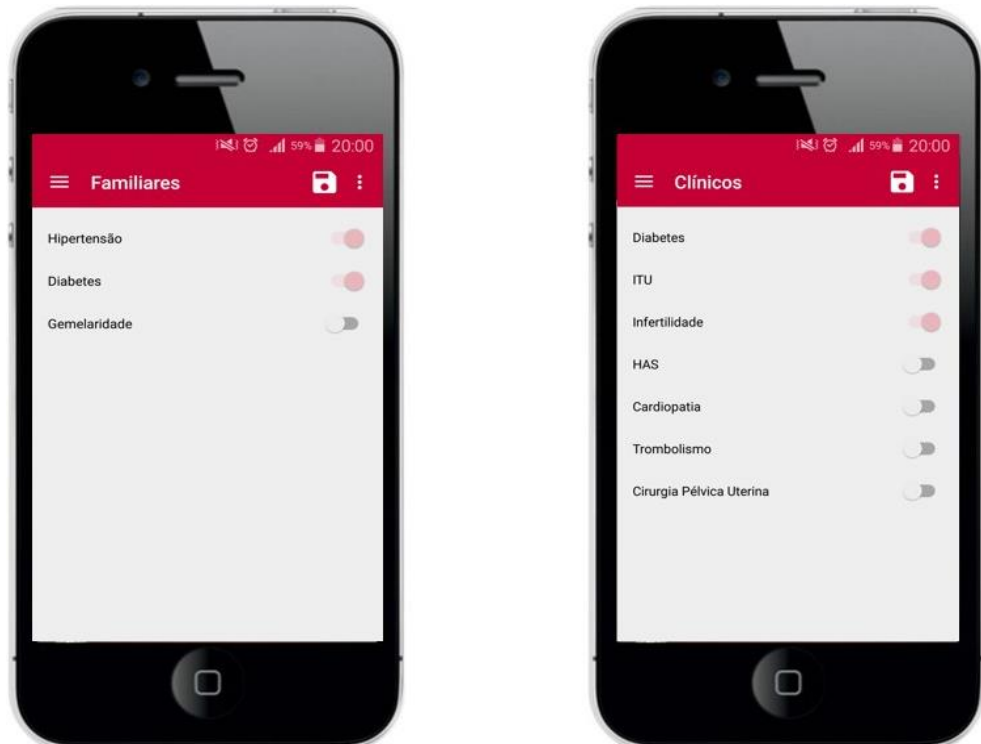 59% 20:00
Familiares
Hipertensão
Diabetes
Gemelaridade
59% 20:00
Clínicos
Diabetes
ITU
Infertilidade
HAS
Cardiopatia
Trombolismo
Cirurgia Pélvica Uterina